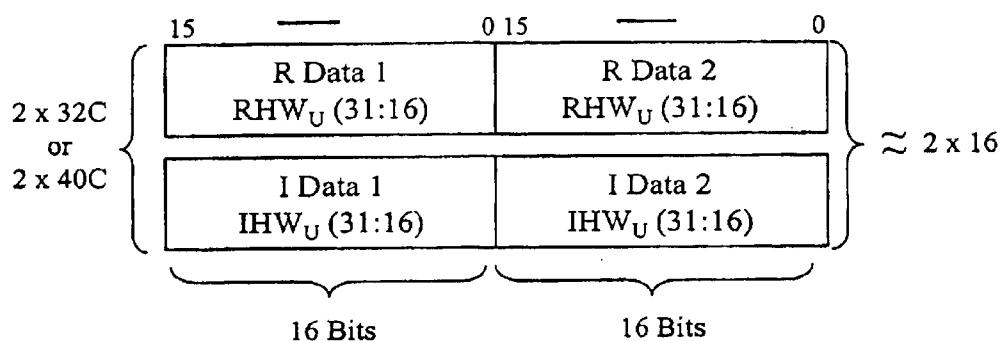 15 0 15 0
R Data 1 R Data 2
RHWU (31:16) RHWU (31:16)
2 x 32C
or
2 x 40C
≈ 2 x 16
I Data 1 I Data 2
IHWU (31:16) IHWU (31:16)
16 Bits 16 Bits